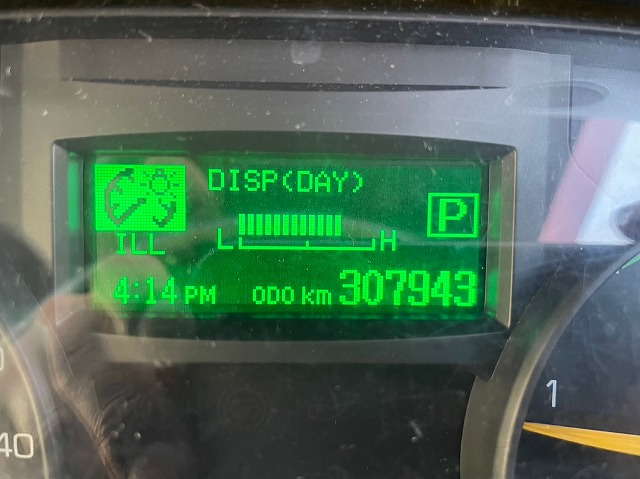 DISP(DAY)
P
ILL
L H
4:14 PM ODO km 307943
1
40